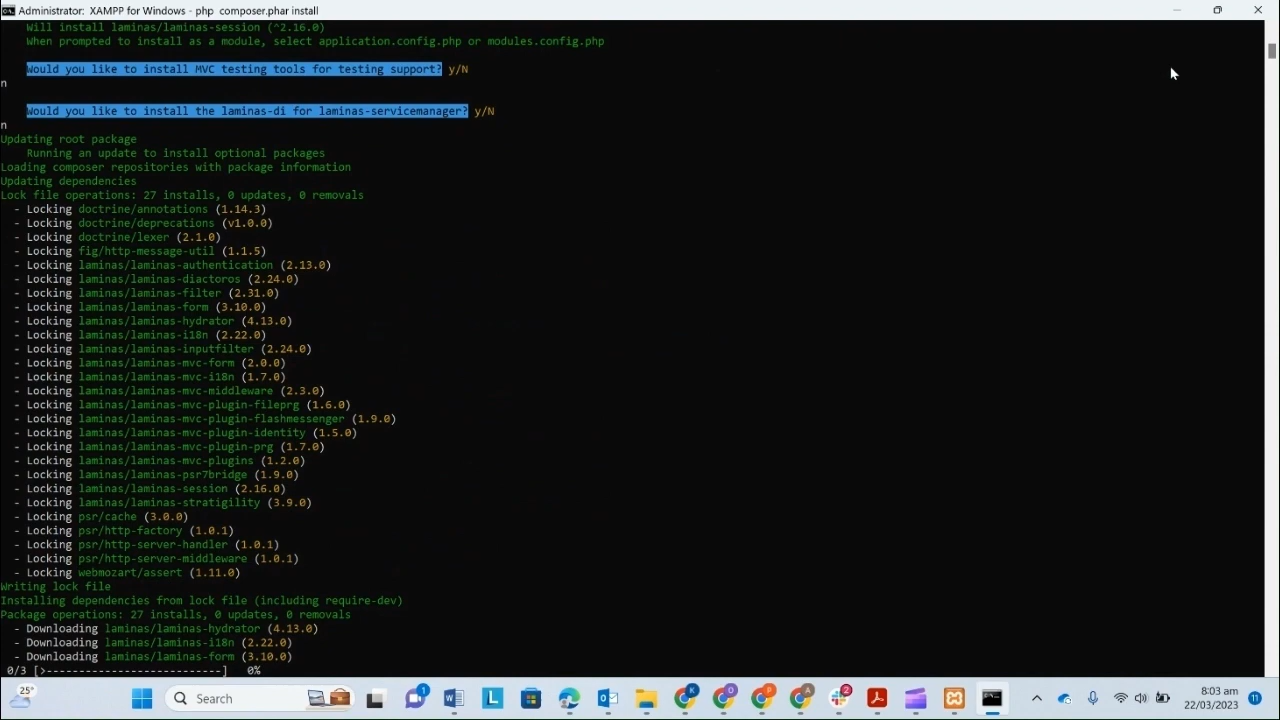 Administrator: XAMPP for Windows - php composer.phar install
Will install laminas/laminas-session (^2.16.0)
When prompted to install as a module, select application.config.php or modules.config.php
Would you like to install MVC testing tools for testing support? y/N
n
Would you like to install the laminas-di for laminas-servicemanager? y/N
n
Updating root package
Running an update to install optional packages
Loading composer repositories with package information
Updating dependencies
Lock file operations: 27 installs, 0 updates, 0 removals
- Locking doctrine/annotations (1.14.3)
- Locking doctrine/deprecations (v1.0.0)
- Locking doctrine/lexer (2.1.0)
- Locking fig/http-message-util (1.1.5)
- Locking laminas/laminas-authentication (2.13.0)
- Locking laminas/laminas-diactoros (2.24.0)
- Locking laminas/laminas-filter (2.31.0)
- Locking laminas/laminas-form (3.10.0)
- Locking laminas/laminas-hydrator (4.13.0)
- Locking laminas/laminas-i18n (2.22.0)
- Locking laminas/laminas-inputfilter (2.24.0)
- Locking laminas/laminas-mvc-form (2.0.0)
- Locking laminas/laminas-mvc-i18n (1.7.0)
- Locking laminas/laminas-mvc-middleware (2.3.0)
- Locking laminas/laminas-mvc-plugin-fileprg (1.6.0)
- Locking laminas/laminas-mvc-plugin-flashmessenger (1.9.0)
- Locking laminas/laminas-mvc-plugin-identity (1.5.0)
- Locking laminas/laminas-mvc-plugin-prg (1.7.0)
- Locking laminas/laminas-mvc-plugins (1.2.0)
- Locking laminas/laminas-psr7bridge (1.9.0)
- Locking laminas/laminas-session (2.16.0)
- Locking laminas/laminas-stratigility (3.9.0)
- Locking psr/cache (3.0.0)
- Locking psr/http-factory (1.0.1)
- Locking psr/http-server-handler (1.0.1)
- Locking psr/http-server-middleware (1.0.1)
- Locking webmozart/assert (1.11.0)
Writing lock file
Installing dependencies from lock file (including require-dev)
Package operations: 27 installs, 0 updates, 0 removals
- Downloading laminas/laminas-hydrator (4.13.0)
- Downloading laminas/laminas-i18n (2.22.0)
- Downloading laminas/laminas-form (3.10.0)
0/3 [>---------------------------] 0%
25°
Search
8:03 am
22/03/2023